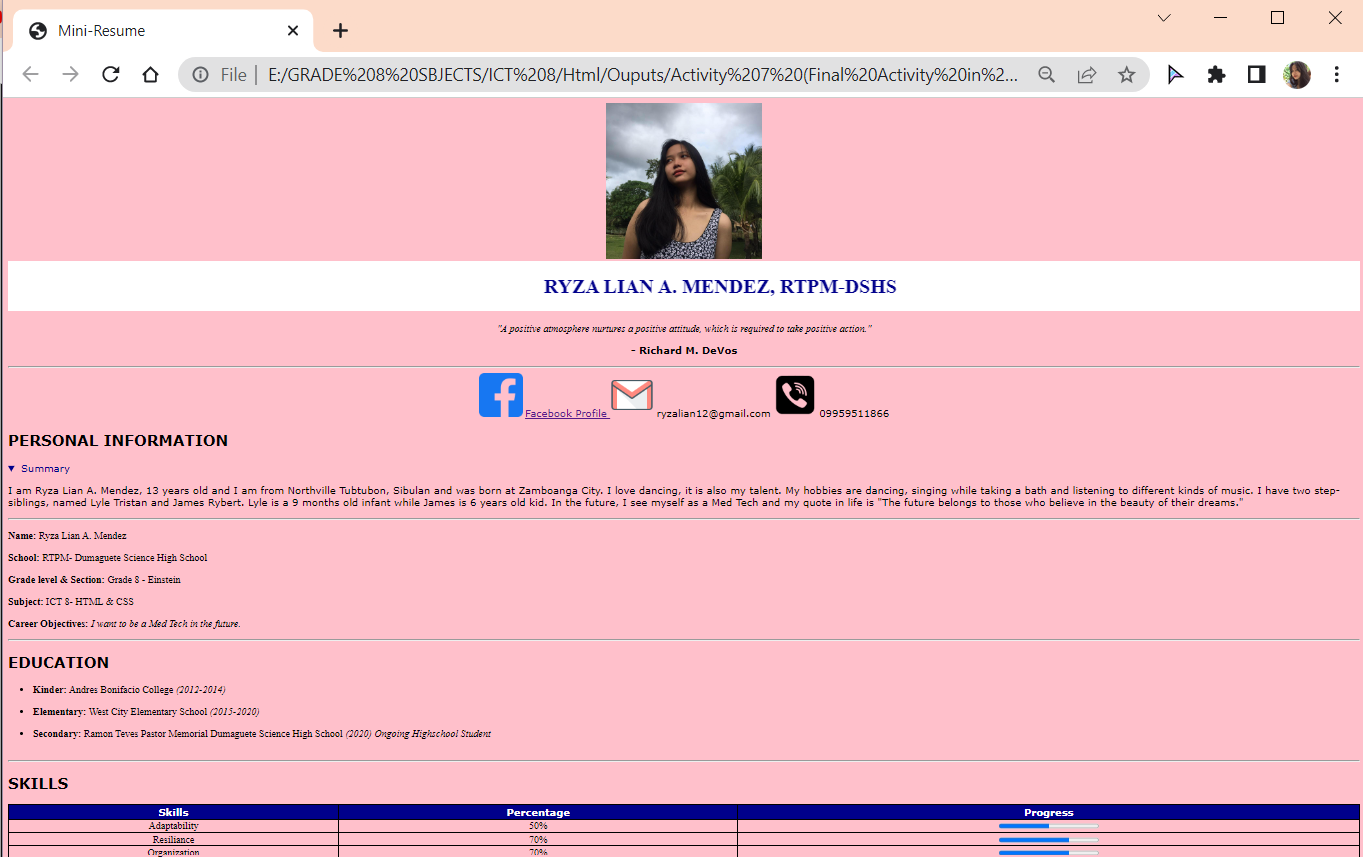 Mini-Resume
File | E:/GRADE%208%20SBJECTS/ICT%208/Html/Ouputs/Activity%207%20(Final%20Activity%20in%2...
RYZA LIAN A. MENDEZ, RTPM-DSHS
"A positive atmosphere nurtures a positive attitude, which is required to take positive action."
- Richard M. DeVos
Facebook Profile ryzalian12@gmail.com 09959511866
PERSONAL INFORMATION
▼ Summary
I am Ryza Lian A. Mendez, 13 years old and I am from Northville Tubtubon, Sibulan and was born at Zamboanga City. I love dancing, it is also my talent. My hobbies are dancing, singing while taking a bath and listening to different kinds of music. I have two step-
siblings, named Lyle Tristan and James Rybert. Lyle is a 9 months old infant while James is 6 years old kid. In the future, I see myself as a Med Tech and my quote in life is "The future belongs to those who believe in the beauty of their dreams."
Name: Ryza Lian A. Mendez
School: RTPM- Dumaguete Science High School
Grade level & Section: Grade 8 - Einstein
Subject: ICT 8- HTML & CSS
Career Objectives: I want to be a Med Tech in the future.
EDUCATION
• Kinder: Andres Bonifacio College (2012-2014)
• Elementary: West City Elementary School (2015-2020)
• Secondary: Ramon Teves Pastor Memorial Dumaguete Science High School (2020) Ongoing Highschool Student
SKILLS
Skills Percentage Progress
Adaptability 50%
Resiliance 70%
Organization 70%